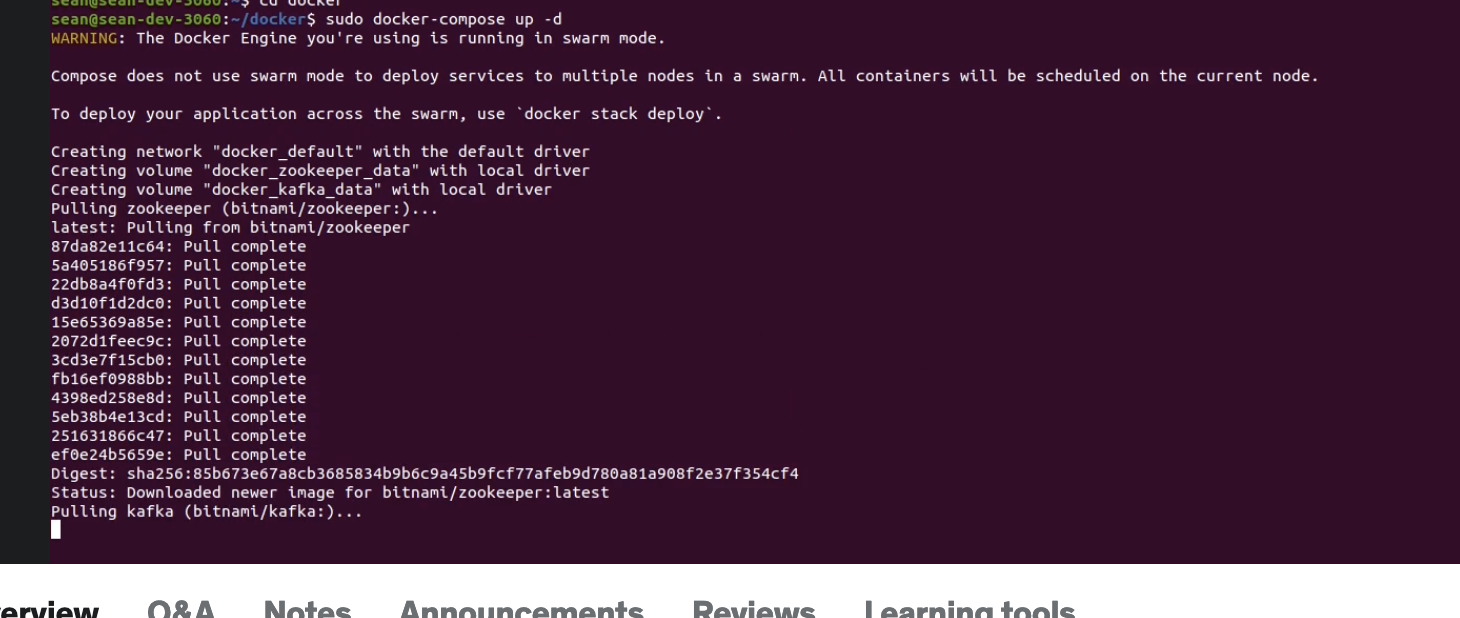 sean@sean-dev-3060:~$ cd docker
sean@sean-dev-3060:~/docker$ sudo docker-compose up -d
WARNING: The Docker Engine you're using is running in swarm mode.
Compose does not use swarm mode to deploy services to multiple nodes in a swarm. All containers will be scheduled on the current node.
To deploy your application across the swarm, use `docker stack deploy`.
Creating network "docker_default" with the default driver
Creating volume "docker_zookeeper_data" with local driver
Creating volume "docker_kafka_data" with local driver
Pulling zookeeper (bitnami/zookeeper:)...
latest: Pulling from bitnami/zookeeper
87da82e11c64: Pull complete
5a405186f957: Pull complete
22db8a4f0fd3: Pull complete
d3d10f1d2dc0: Pull complete
15e65369a85e: Pull complete
2072d1feec9c: Pull complete
3cd3e7f15cb0: Pull complete
fb16ef0988bb: Pull complete
4398ed258e8d: Pull complete
5eb38b4e13cd: Pull complete
251631866c47: Pull complete
ef0e24b5659e: Pull complete
Digest: sha256:85b673e67a8cb3685834b9b6c9a45b9fcf77afeb9d780a81a908f2e37f354cf4
Status: Downloaded newer image for bitnami/zookeeper:latest
Pulling kafka (bitnami/kafka:)...
erview Q&A Notes Announcements Reviews Learning tools